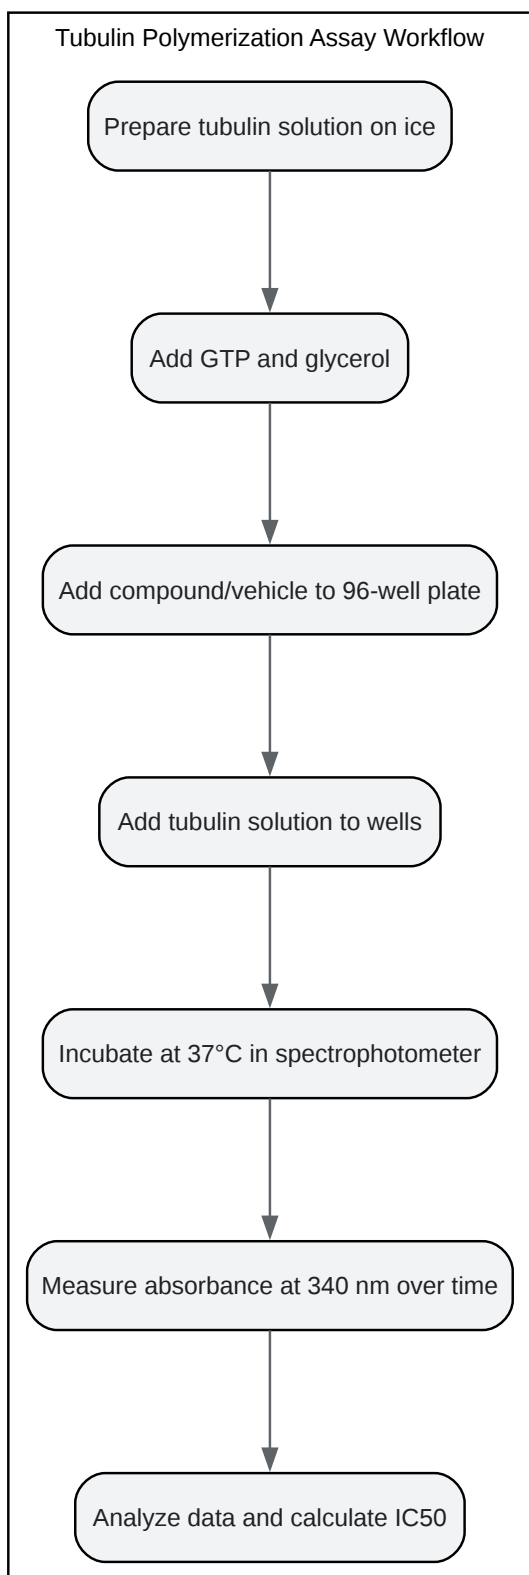 Tubulin Polymerization Assay Workflow
Prepare tubulin solution on ice
Add GTP and glycerol
Add compound/vehicle to 96-well plate
Add tubulin solution to wells
Incubate at 37°C in spectrophotometer
Measure absorbance at 340 nm over time
Analyze data and calculate IC50